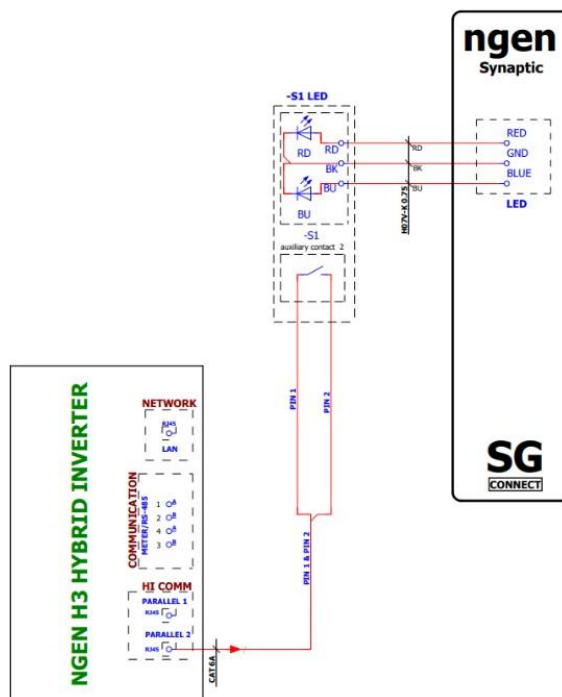 ngen
Synaptic
-S1 LED
RD
RD
BK
BU
BU
RD
BK
BU
H07V-K 0.75
RED
GND
BLUE
LED
-S1
auxiliary contact 2
PIN 1
PIN 2
PIN 1 & PIN 2
SG
CONNECT
NGEN H3 HYBRID INVERTER
NETWORK
RJ45
LAN
COMMUNICATION
METER/RS-485
1 A
2 B
4 A
3 B
HI COMM
PARALLEL 1
RJ45
PARALLEL 2
RJ45
CAT 6A